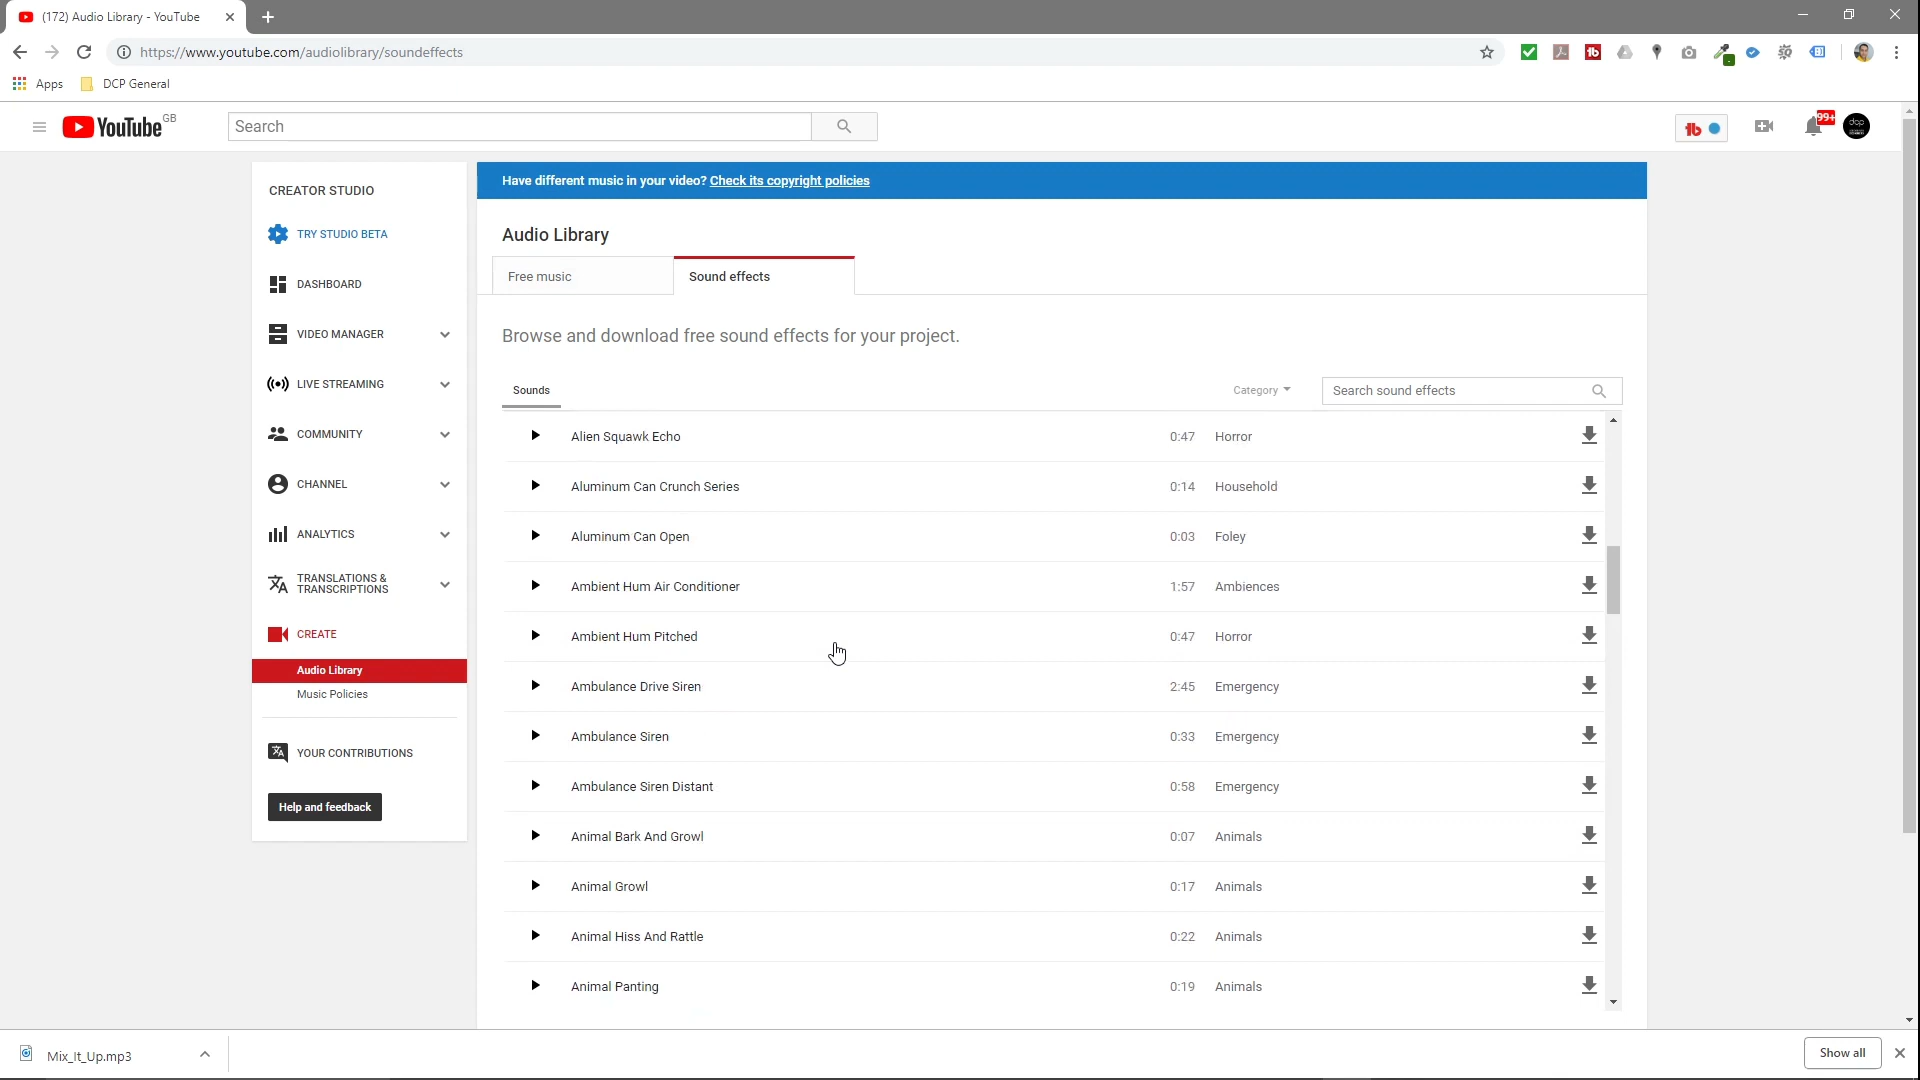 (172) Audio Library - YouTube
https://www.youtube.com/audiolibrary/soundeffects
Apps
DCP General
YouTube GB
Search
99+
CREATOR STUDIO
TRY STUDIO BETA
DASHBOARD
VIDEO MANAGER
LIVE STREAMING
COMMUNITY
CHANNEL
ANALYTICS
TRANSLATIONS &
TRANSCRIPTIONS
CREATE
Audio Library
Music Policies
YOUR CONTRIBUTIONS
Help and feedback
Have different music in your video? Check its copyright policies
Audio Library
Free music
Sound effects
Browse and download free sound effects for your project.
Sounds
Category
Search sound effects
Alien Squawk Echo 0:47 Horror
Aluminum Can Crunch Series 0:14 Household
Aluminum Can Open 0:03 Foley
Ambient Hum Air Conditioner 1:57 Ambiences
Ambient Hum Pitched 0:47 Horror
Ambulance Drive Siren 2:45 Emergency
Ambulance Siren 0:33 Emergency
Ambulance Siren Distant 0:58 Emergency
Animal Bark And Growl 0:07 Animals
Animal Growl 0:17 Animals
Animal Hiss And Rattle 0:22 Animals
Animal Panting 0:19 Animals
Mix_It_Up.mp3
Show all